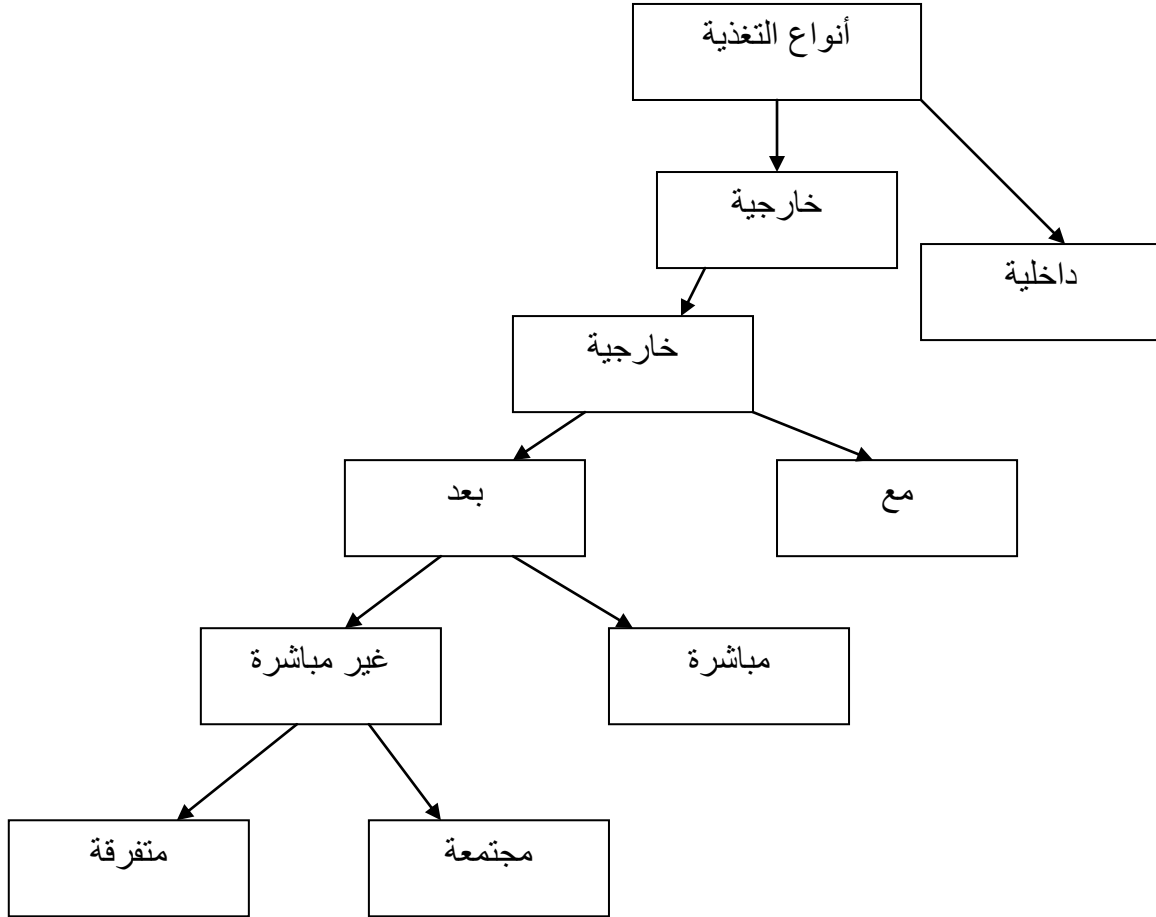 أنواع التغذية
خارجية
داخلية
خارجية
مع
بعد
مباشرة
غير مباشرة
مجتمعة
متفرقة